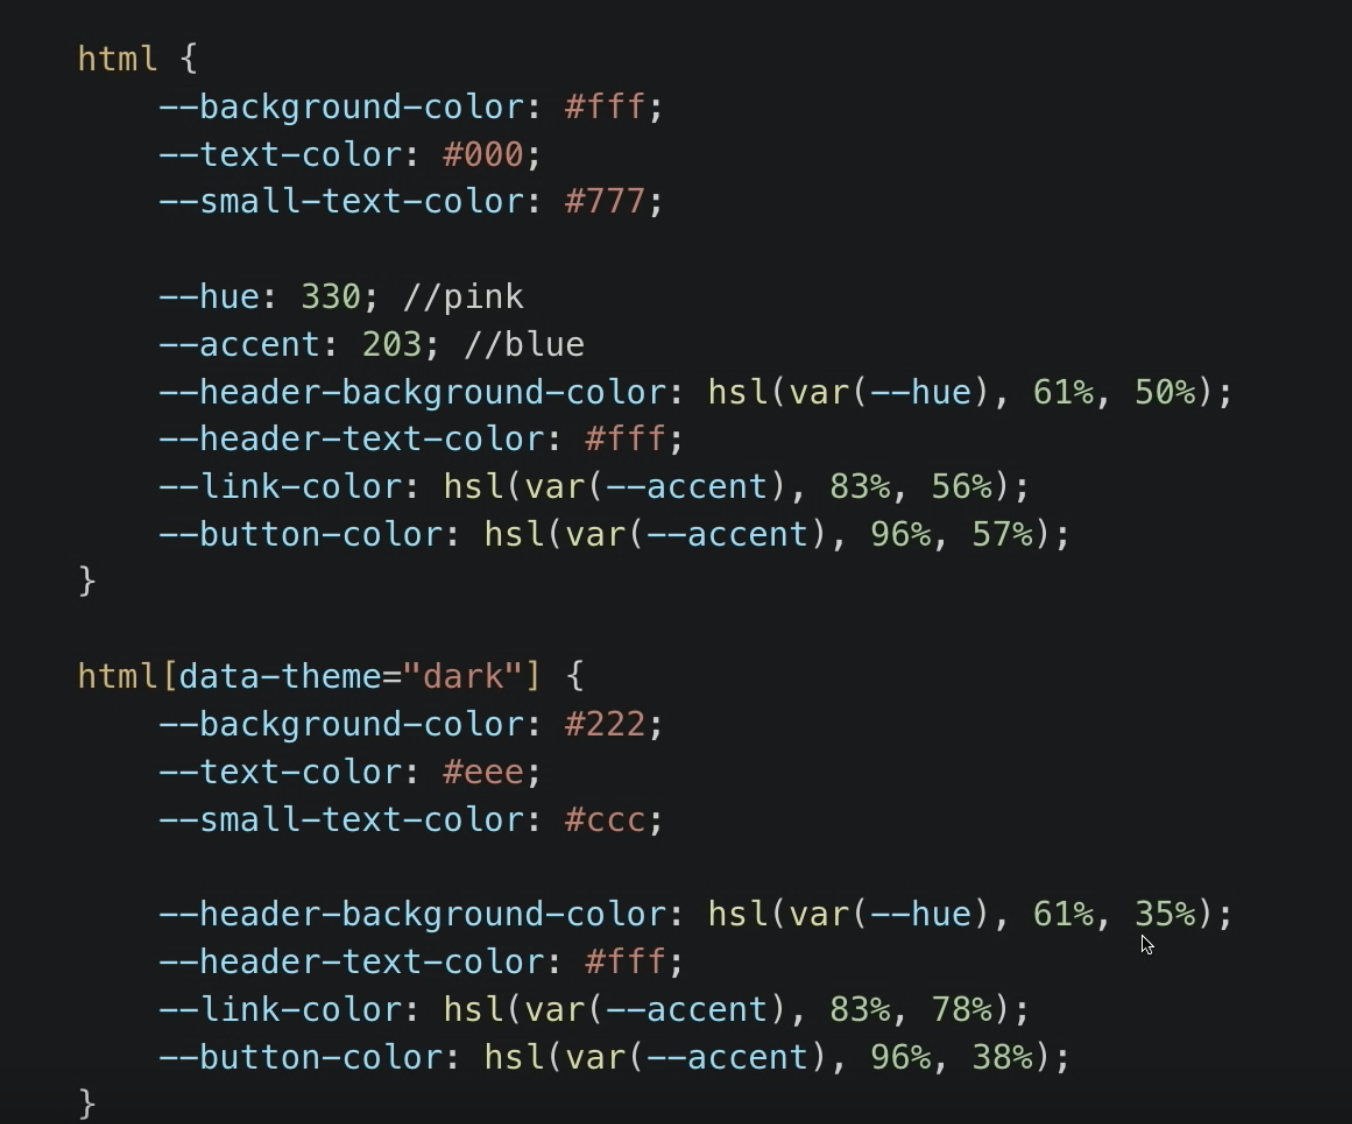 html {
--background-color: #fff;
--text-color: #000;
--small-text-color: #777;
--hue: 330; //pink
--accent: 203; //blue
--header-background-color: hsl(var(--hue), 61%, 50%);
--header-text-color: #fff;
--link-color: hsl(var(--accent), 83%, 56%);
--button-color: hsl(var(--accent), 96%, 57%);
}
html[data-theme="dark"] {
--background-color: #222;
--text-color: #eee;
--small-text-color: #ccc;
--header-background-color: hsl(var(--hue), 61%, 35%);
--header-text-color: #fff;
--link-color: hsl(var(--accent), 83%, 78%);
--button-color: hsl(var(--accent), 96%, 38%);
}